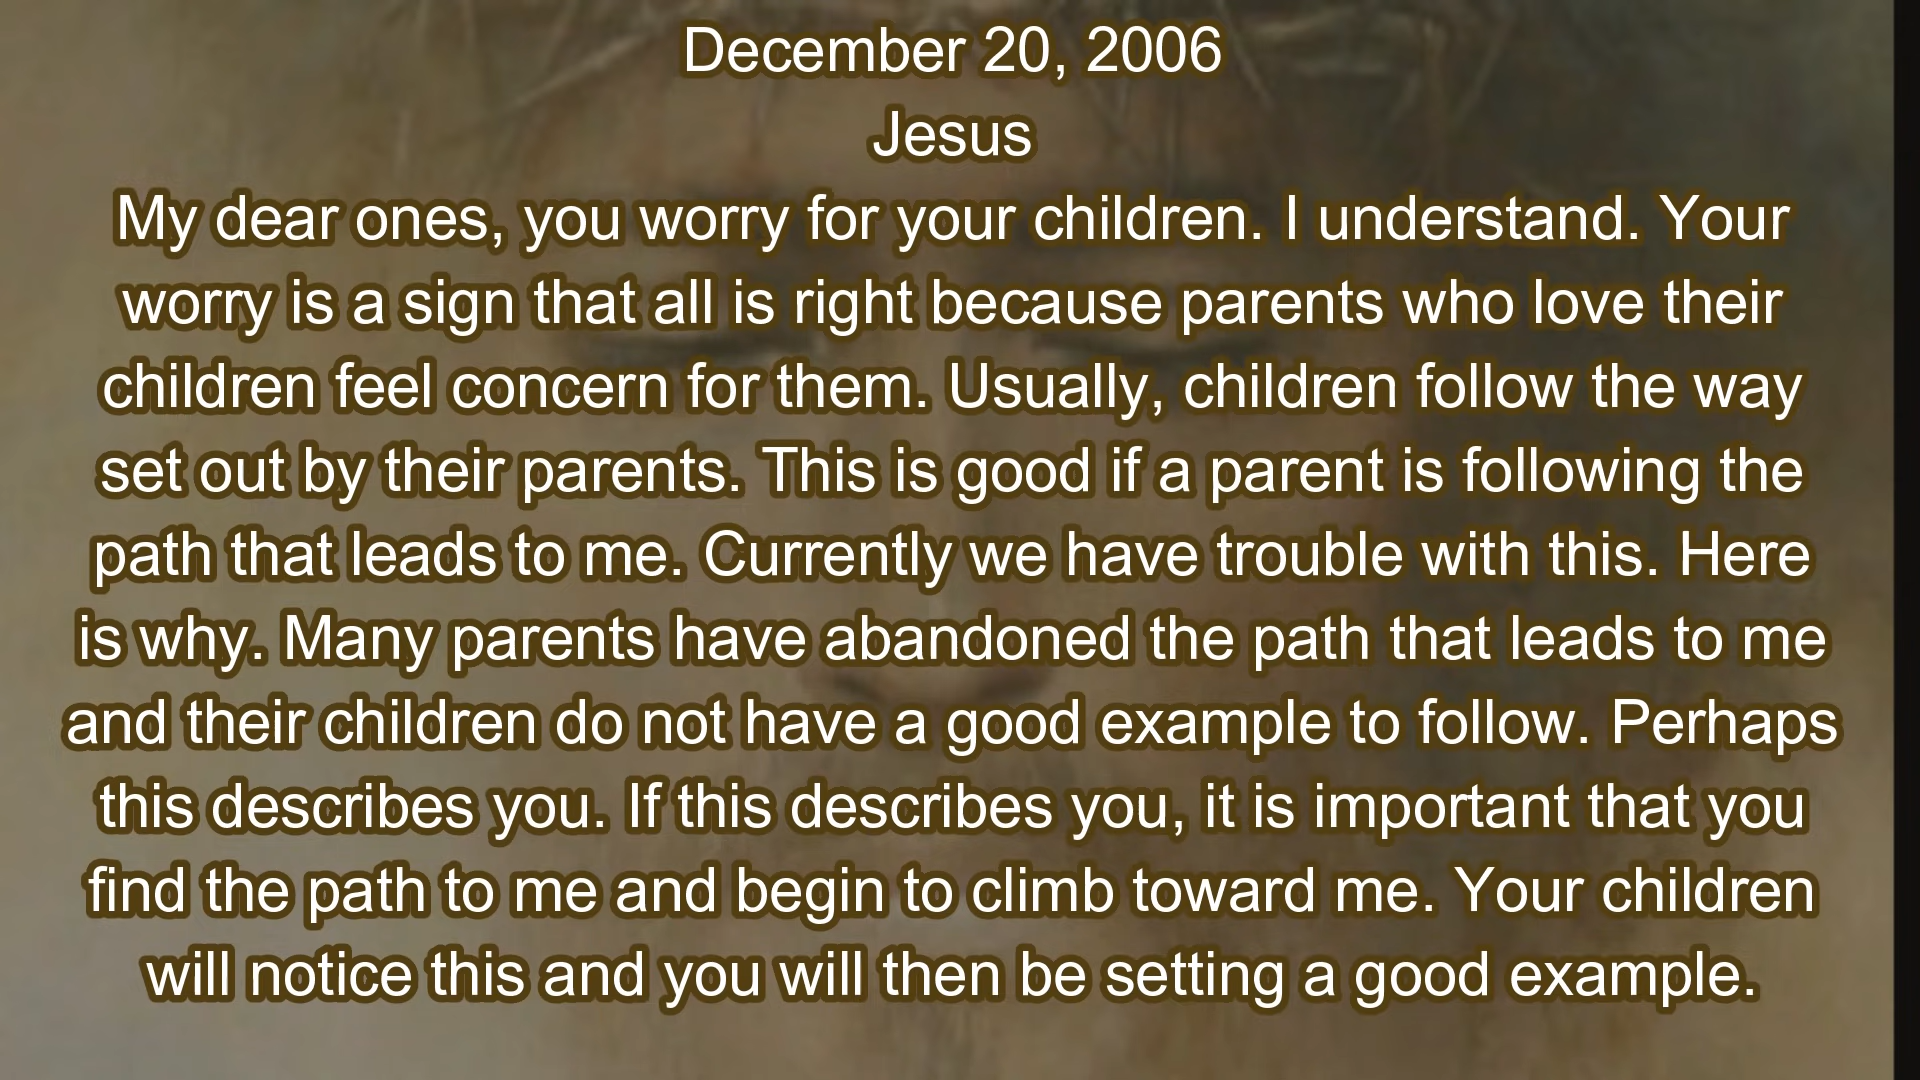 December 20, 2006
Jesus
My dear ones, you worry for your children. I understand. Your
worry is a sign that all is right because parents who love their
children feel concern for them. Usually, children follow the way
set out by their parents. This is good if a parent is following the
path that leads to me. Currently we have trouble with this. Here
is why. Many parents have abandoned the path that leads to me
and their children do not have a good example to follow. Perhaps
this describes you. If this describes you, it is important that you
find the path to me and begin to climb toward me. Your children
will notice this and you will then be setting a good example.